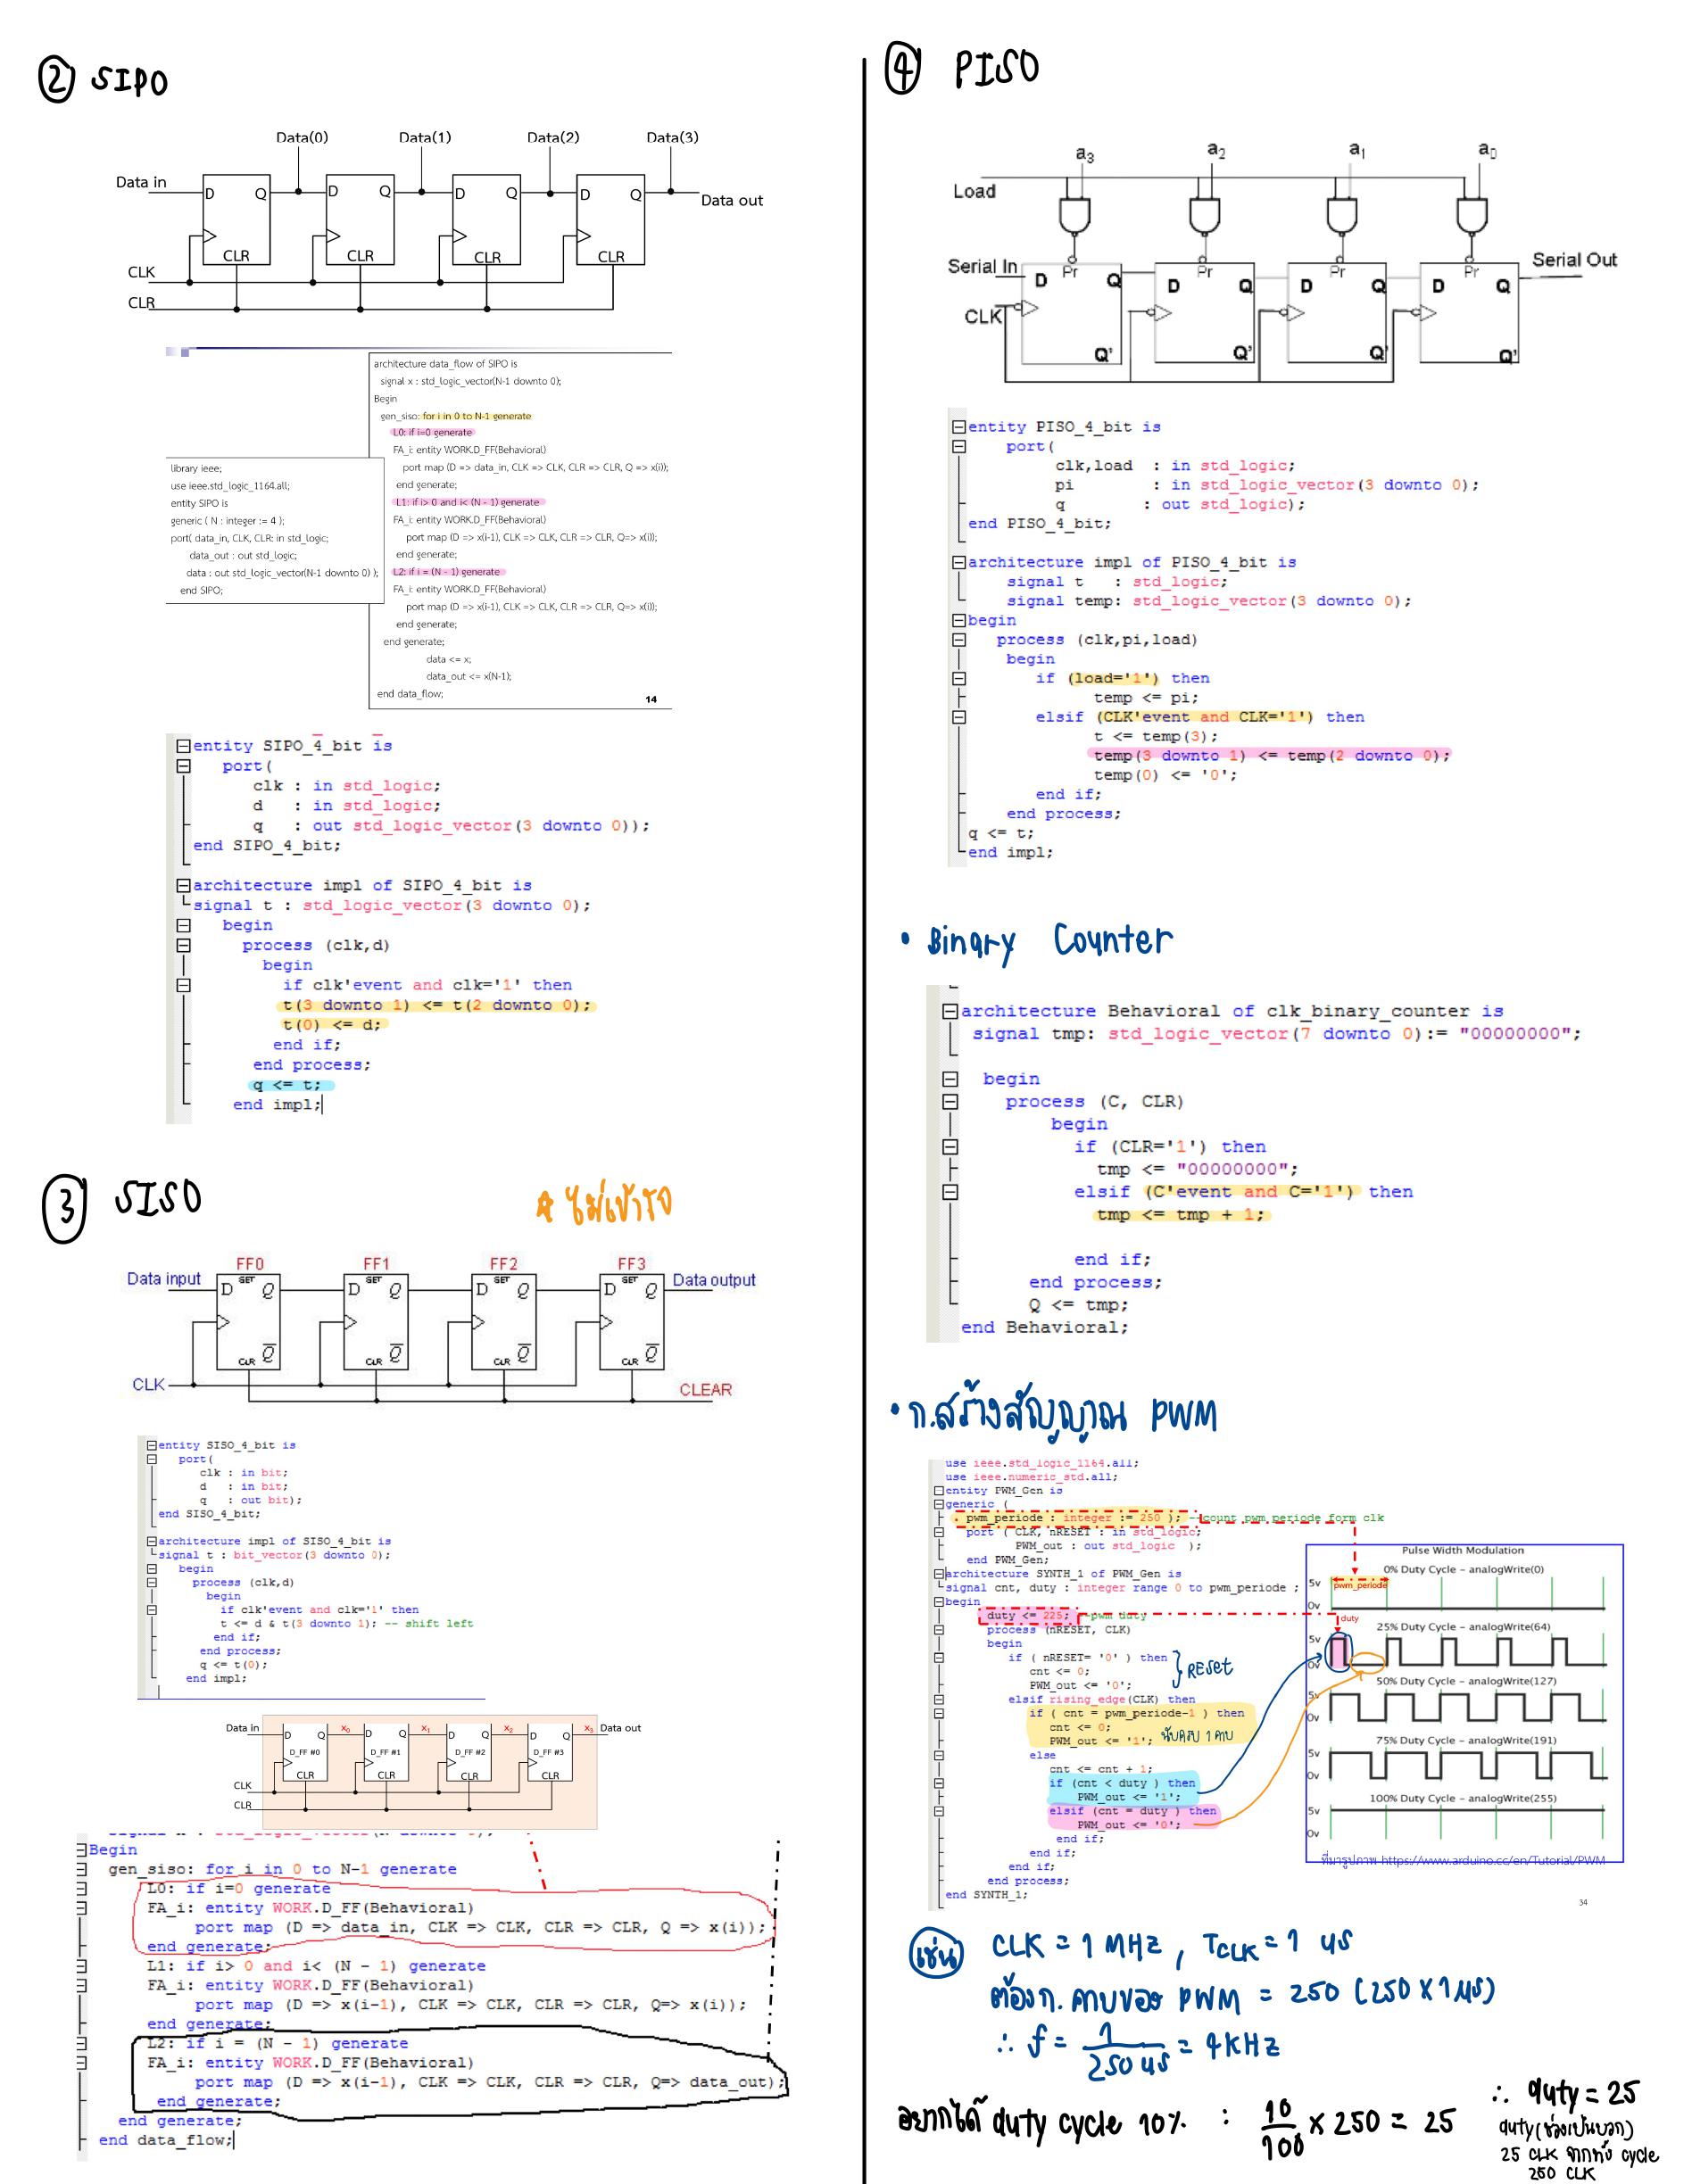 ② SIPO
Data(0) Data(1) Data(2) Data(3)
Data in
D Q D Q D Q D Q
Data out
CLR CLR CLR CLR
CLK
CLR
architecture data_flow of SIPO is
signal x : std_logic_vector(N-1 downto 0);
Begin
gen_siso: for i in 0 to N-1 generate
L0: if i=0 generate
FA_i: entity WORK.D_FF(Behavioral)
port map (D => data_in, CLK => CLK, CLR => CLR, Q => x(i));
end generate;
L1: if i> 0 and i< (N - 1) generate
FA_i: entity WORK.D_FF(Behavioral)
port map (D => x(i-1), CLK => CLK, CLR => CLR, Q=> x(i));
end generate;
L2: if i = (N - 1) generate
FA_i: entity WORK.D_FF(Behavioral)
port map (D => x(i-1), CLK => CLK, CLR => CLR, Q=> x(i));
end generate;
end generate;
data <= x;
data_out <= x(N-1);
end data_flow;
14
library ieee;
use ieee.std_logic_1164.all;
entity SIPO is
generic ( N : integer := 4 );
port( data_in, CLK, CLR: in std_logic;
data_out : out std_logic;
data : out std_logic_vector(N-1 downto 0) );
end SIPO;
entity SIPO_4_bit is
port(
clk : in std_logic;
d : in std_logic;
q : out std_logic_vector(3 downto 0));
end SIPO_4_bit;
architecture impl of SIPO_4_bit is
signal t : std_logic_vector(3 downto 0);
begin
process (clk,d)
begin
if clk'event and clk='1' then
t(3 downto 1) <= t(2 downto 0);
t(0) <= d;
end if;
end process;
q <= t;
end impl;
③ SISO
ไม่เข้าใจ
FF0 FF1 FF2 FF3
Data input
SET SET SET SET
D Q D Q D Q D Q
Data output
CLR Q CLR Q CLR Q CLR Q
CLK
CLEAR
entity SISO_4_bit is
port(
clk : in bit;
d : in bit;
q : out bit);
end SISO_4_bit;
architecture impl of SISO_4_bit is
signal t : bit_vector(3 downto 0);
begin
process (clk,d)
begin
if clk'event and clk='1' then
t <= d & t(3 downto 1); -- shift left
end if;
end process;
q <= t(0);
end impl;
Data in X0 X1 X2 X3 Data out
D Q D Q D Q D Q
D_FF #0 D_FF #1 D_FF #2 D_FF #3
CLR CLR CLR CLR
CLK
CLR
Begin
gen_siso: for i in 0 to N-1 generate
L0: if i=0 generate
FA_i: entity WORK.D_FF(Behavioral)
port map (D => data_in, CLK => CLK, CLR => CLR, Q => x(i));
end generate;
L1: if i> 0 and i< (N - 1) generate
FA_i: entity WORK.D_FF(Behavioral)
port map (D => x(i-1), CLK => CLK, CLR => CLR, Q=> x(i));
end generate;
L2: if i = (N - 1) generate
FA_i: entity WORK.D_FF(Behavioral)
port map (D => x(i-1), CLK => CLK, CLR => CLR, Q=> data_out);
end generate;
end generate;
end data_flow;
④ PISO
a3 a2 a1 a0
Load
Serial In
Pr Pr Pr Pr
D Q D Q D Q D Q
Serial Out
CLK
Q' Q' Q' Q'
entity PISO_4_bit is
port(
clk,load : in std_logic;
pi : in std_logic_vector(3 downto 0);
q : out std_logic);
end PISO_4_bit;
architecture impl of PISO_4_bit is
signal t : std_logic;
signal temp: std_logic_vector(3 downto 0);
begin
process (clk,pi,load)
begin
if (load='1') then
temp <= pi;
elsif (CLK'event and CLK='1') then
t <= temp(3);
temp(3 downto 1) <= temp(2 downto 0);
temp(0) <= '0';
end if;
end process;
q <= t;
end impl;
• Binary Counter
architecture Behavioral of clk_binary_counter is
signal tmp: std_logic_vector(7 downto 0):= "00000000";
begin
process (C, CLR)
begin
if (CLR='1') then
tmp <= "00000000";
elsif (C'event and C='1') then
tmp <= tmp + 1;
end if;
end process;
Q <= tmp;
end Behavioral;
• ก.สร้างสัญญาณ PWM
use ieee.std_logic_1164.all;
use ieee.numeric_std.all;
entity PWM_Gen is
generic (
pwm_periode : integer := 250 ); --count pwm_periode form clk
port ( CLK, nRESET : in std_logic;
PWM_out : out std_logic );
end PWM_Gen;
architecture SYNTH_1 of PWM_Gen is
signal cnt, duty : integer range 0 to pwm_periode ;
begin
duty <= 225; --pwm duty
process (nRESET, CLK)
begin
if ( nRESET= '0' ) then
cnt <= 0;
PWM_out <= '0';
} Reset
elsif rising_edge(CLK) then
if ( cnt = pwm_periode-1 ) then
cnt <= 0;
PWM_out <= '1'; นับครบ 1 คาบ
else
cnt <= cnt + 1;
if (cnt < duty ) then
PWM_out <= '1';
elsif (cnt = duty ) then
PWM_out <= '0';
end if;
end if;
end if;
end process;
end SYNTH_1;
Pulse Width Modulation
0% Duty Cycle - analogWrite(0)
5v
pwm_periode
0v
duty
25% Duty Cycle - analogWrite(64)
5v
0v
50% Duty Cycle - analogWrite(127)
5v
0v
75% Duty Cycle - analogWrite(191)
5v
0v
100% Duty Cycle - analogWrite(255)
5v
0v
ที่มารูปภาพ https://www.arduino.cc/en/Tutorial/PWM
34
เช่น CLK = 1 MHz , TCLK = 1 us
ต้องก. คาบของ PWM = 250 (250 x 1 us)
∴ f = 1/250 us = 4 kHz
อยากได้ duty cycle 10% : 10/100 x 250 = 25
∴ duty = 25
duty (ช่วงเป็นบวก)
25 CLK จากทั้ง cycle
250 CLK